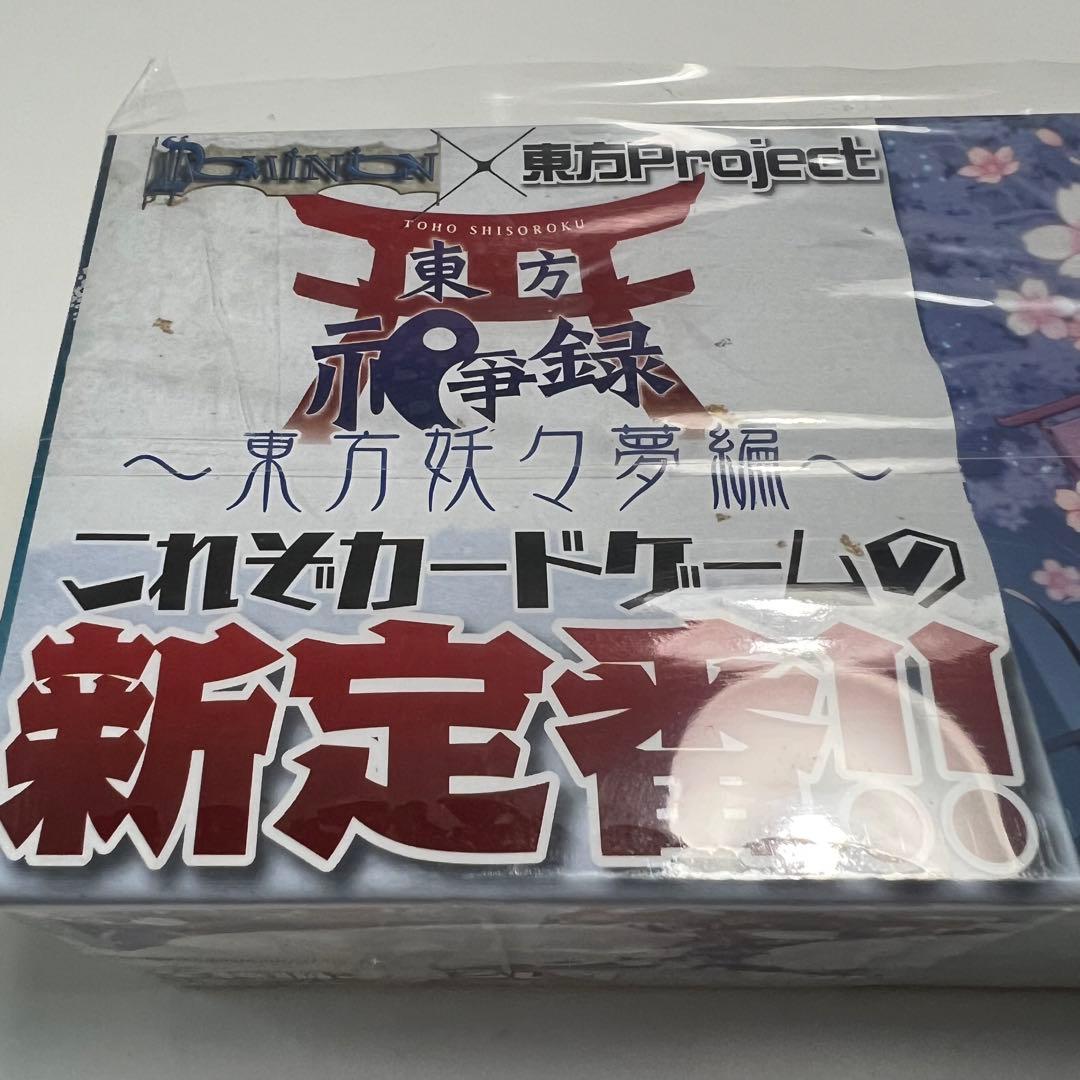 DOMINION × 東方Project
TOHO SHISOROKU
東方
祀爭録
～東方妖々夢編～
これぞカードゲームの
新定番!!